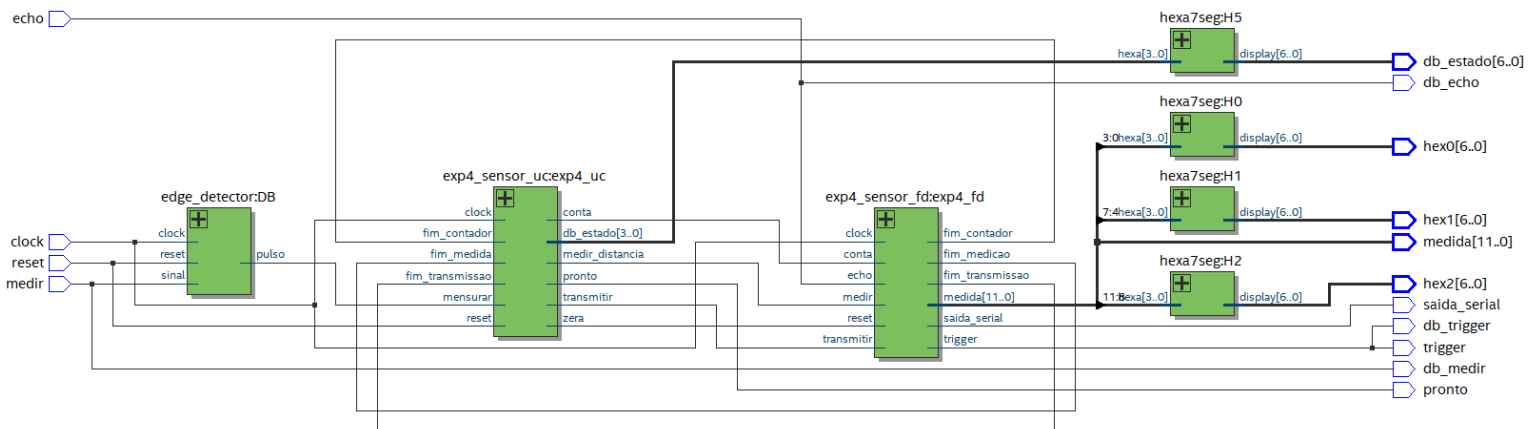 echo
hexa7seg:H5
hexa[3..0]
display[6..0]
db_estado[6..0]
db_echo
hexa7seg:H0
3:0
hexa[3..0]
display[6..0]
hex0[6..0]
exp4_sensor_uc:exp4_uc
hexa7seg:H1
edge_detector:DB
exp4_sensor_fd:exp4_fd
clock
conta
7:4
hexa[3..0]
display[6..0]
hex1[6..0]
clock
clock
fim_contador
db_estado[3..0]
clock
fim_contador
medida[11..0]
reset
reset
pulso
fim_medida
medir_distancia
conta
fim_medicao
hexa7seg:H2
medir
sinal
fim_transmissao
pronto
echo
fim_transmissao
hex2[6..0]
mensurar
transmitir
medir
medida[11..0]
11:8
hexa[3..0]
display[6..0]
saida_serial
reset
zera
reset
saida_serial
db_trigger
transmitir
trigger
trigger
db_medir
pronto